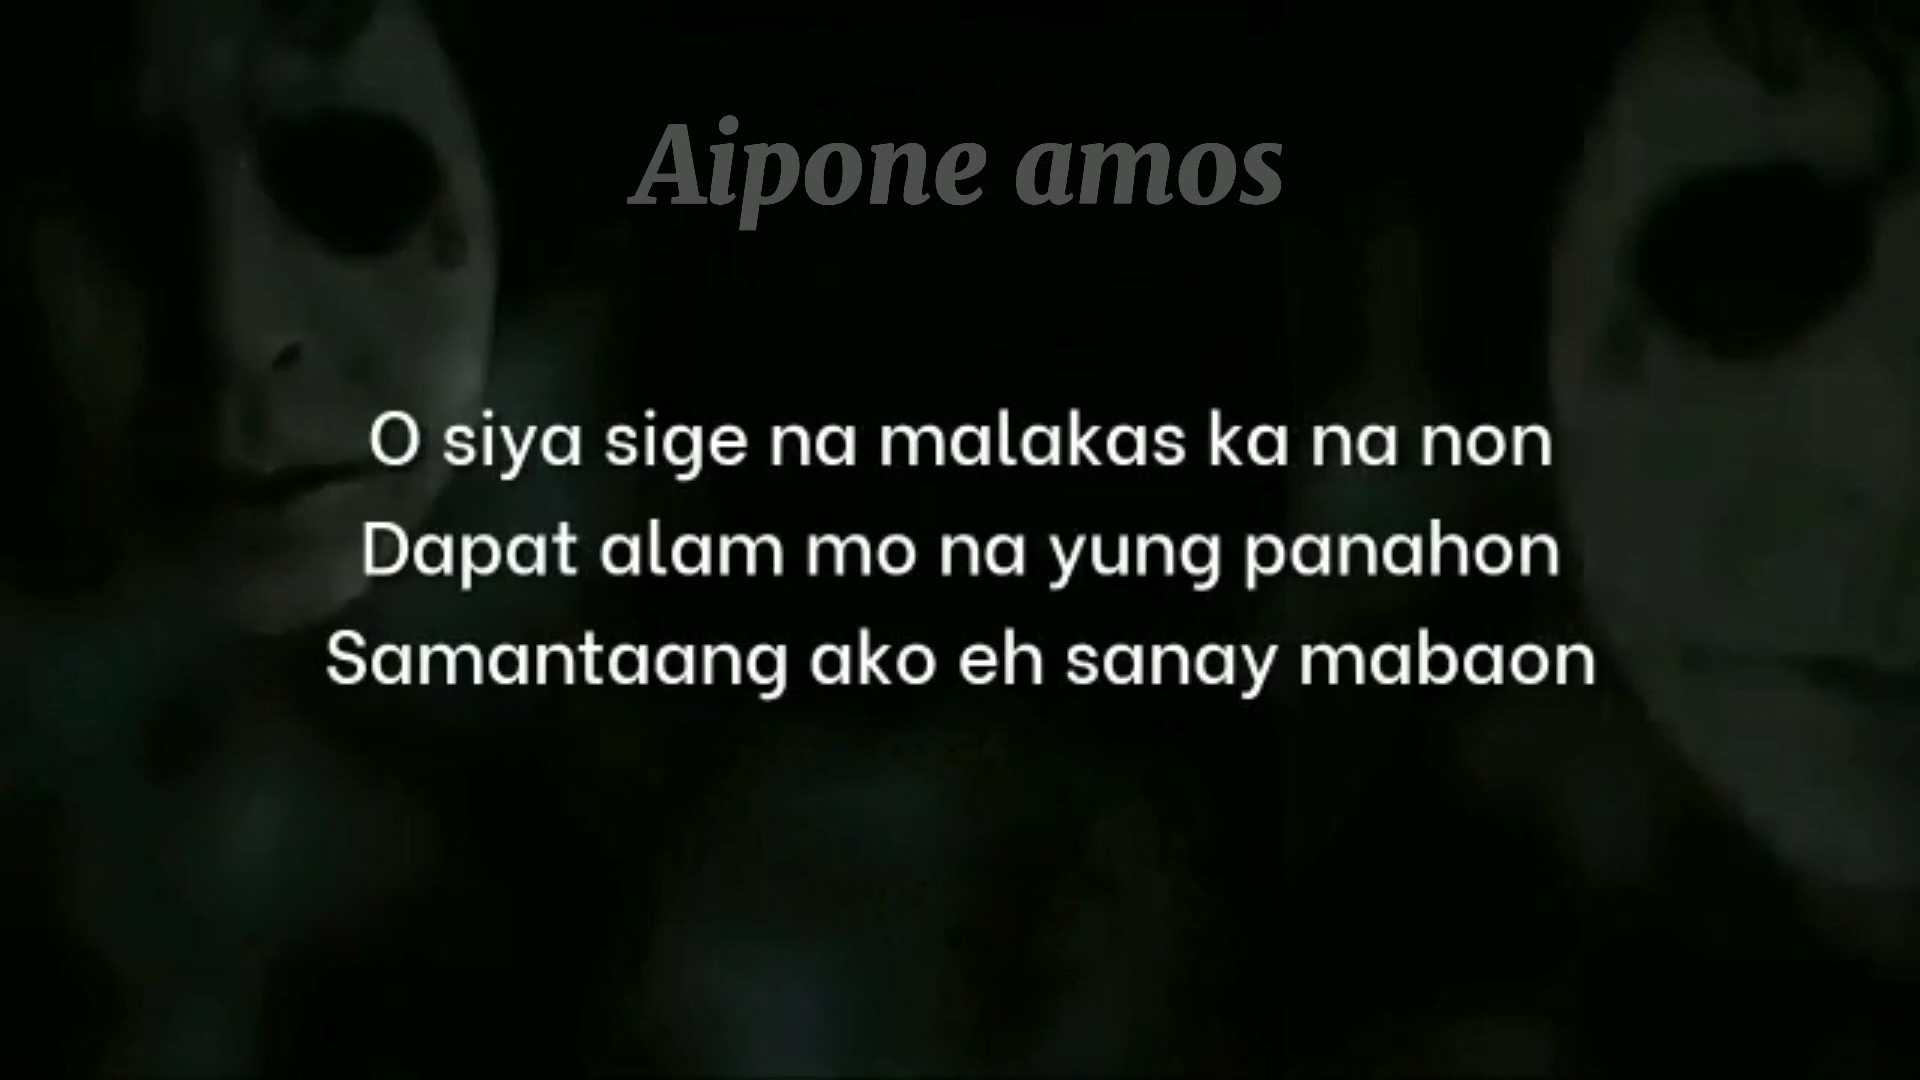 Aipone amos
O siya sige na malakas ka na non
Dapat alam mo na yung panahon
Samantaang ako eh sanay mabaon